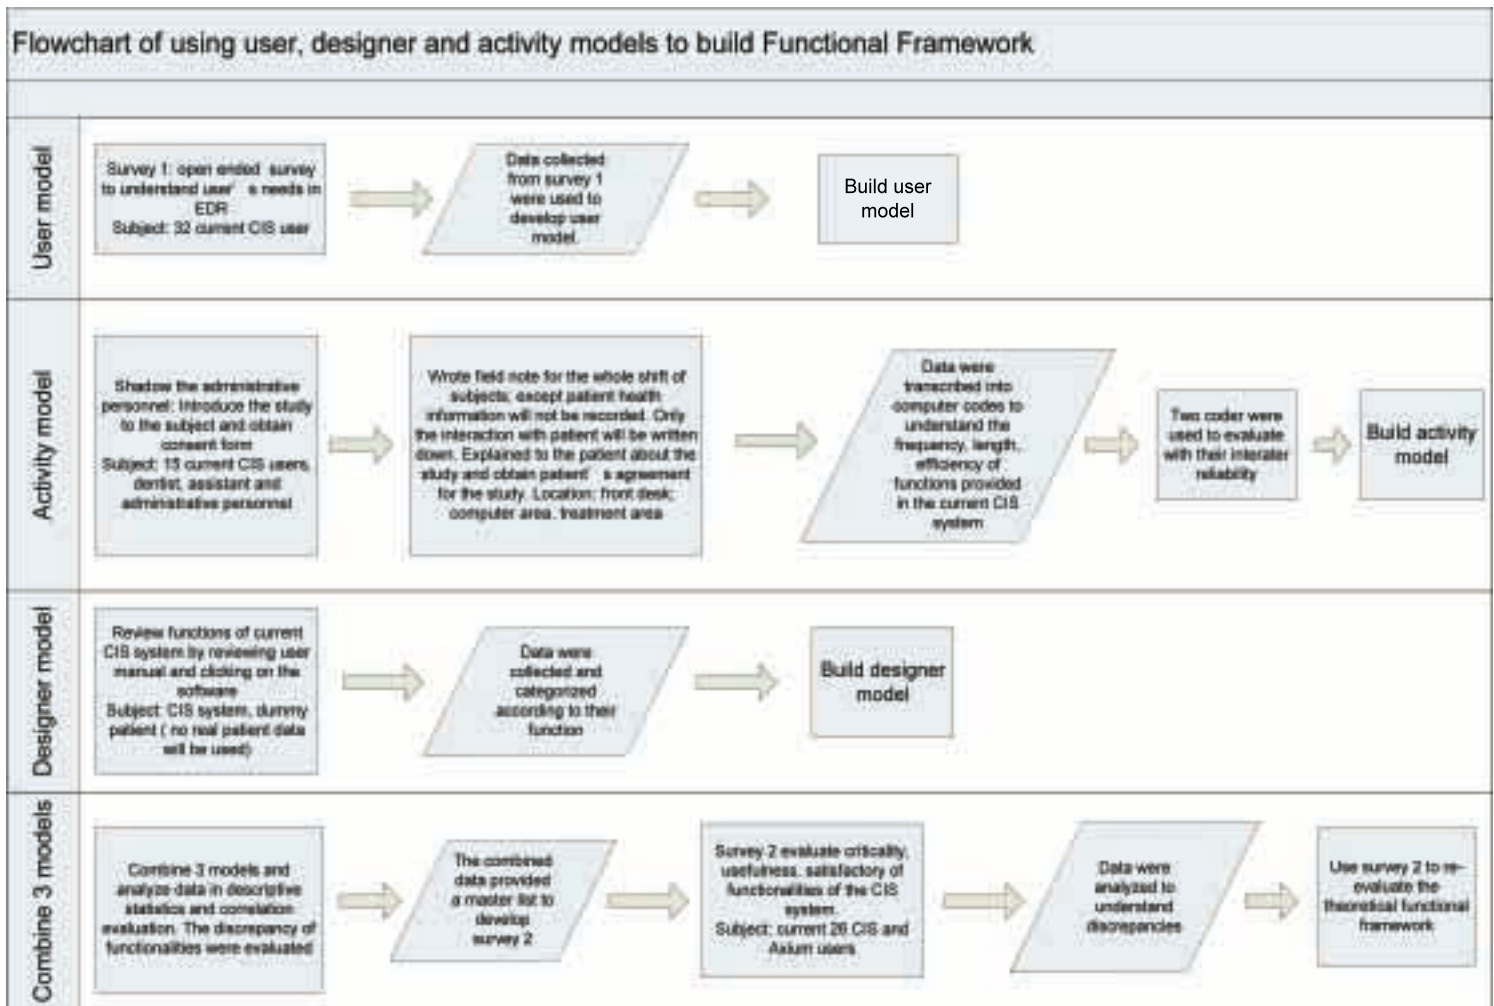 Flowchart of using user, designer and activity models to build Functional Framework
User model
Survey 1: open ended survey
to understand user' s needs in
EDR
Subject: 32 current CIS user
Data collected
from survey 1
were used to
develop user
model.
Build user
model
Activity model
Shadow the administrative
personnel: Introduce the study
to the subject and obtain
consent form
Subject: 15 current CIS users,
dentist, assistant and
administrative personnel
Wrote field note for the whole shift of
subjects; except patient health
information will not be recorded. Only
the interaction with patient will be written
down. Explained to the patient about the
study and obtain patient' s agreement
for the study. Location: front desk;
computer area, treatment area
Data were
transcribed into
computer codes to
understand the
frequency, length,
efficiency of
functions provided
in the current CIS
system
Two coder were
used to evaluate
with their interater
reliability
Build activity
model
Designer model
Review functions of current
CIS system by reviewing user
manual and clicking on the
software
Subject: CIS system, dummy
patient ( no real patient data
will be used)
Data were
collected and
categorized
according to their
function
Build designer
model
Combine 3 models
Combine 3 models and
analyze data in descriptive
statistics and correlation
evaluation. The discrepancy of
functionalities were evaluated
The combined
data provided
a master list to
develop
survey 2
Survey 2 evaluate criticality,
usefulness, satisfactory of
functionalities of the CIS
system.
Subject: current 26 CIS and
Axium users
Data were
analyzed to
understand
discrepancies
Use survey 2 to re-
evaluate the
theoretical functional
framework